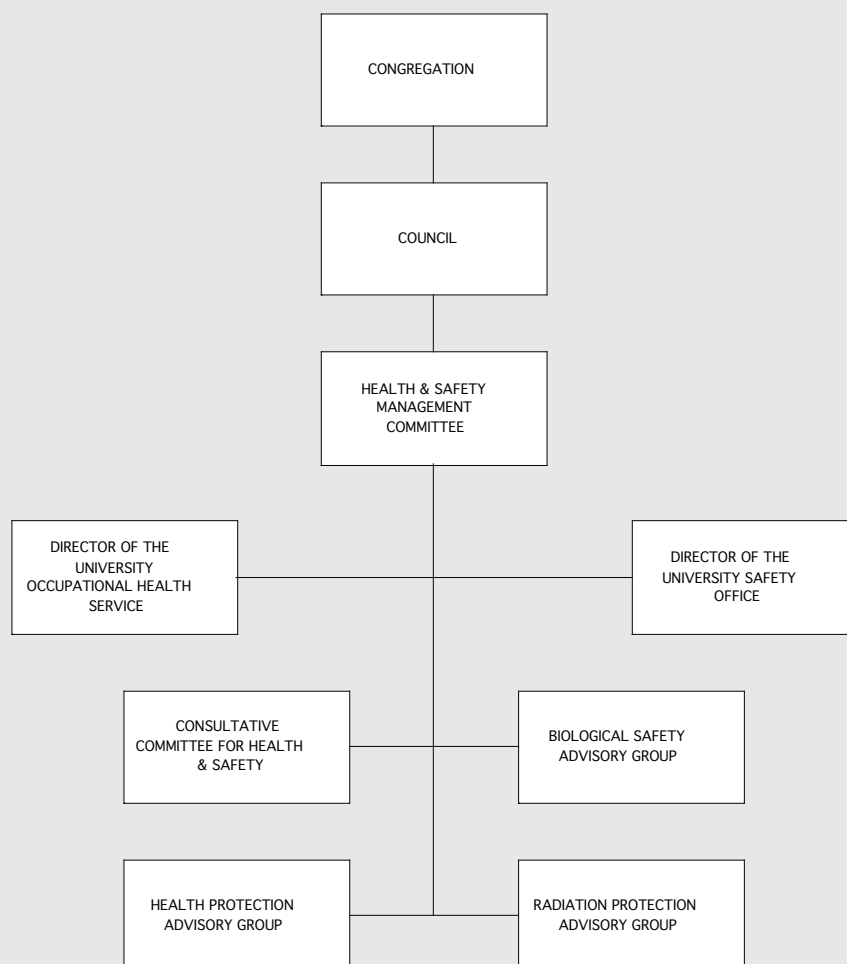 CONGREGATION
COUNCIL
HEALTH & SAFETY
MANAGEMENT
COMMITTEE
DIRECTOR OF THE
UNIVERSITY
OCCUPATIONAL HEALTH
SERVICE
DIRECTOR OF THE
UNIVERSITY SAFETY
OFFICE
CONSULTATIVE
COMMITTEE FOR HEALTH
& SAFETY
BIOLOGICAL SAFETY
ADVISORY GROUP
HEALTH PROTECTION
ADVISORY GROUP
RADIATION PROTECTION
ADVISORY GROUP